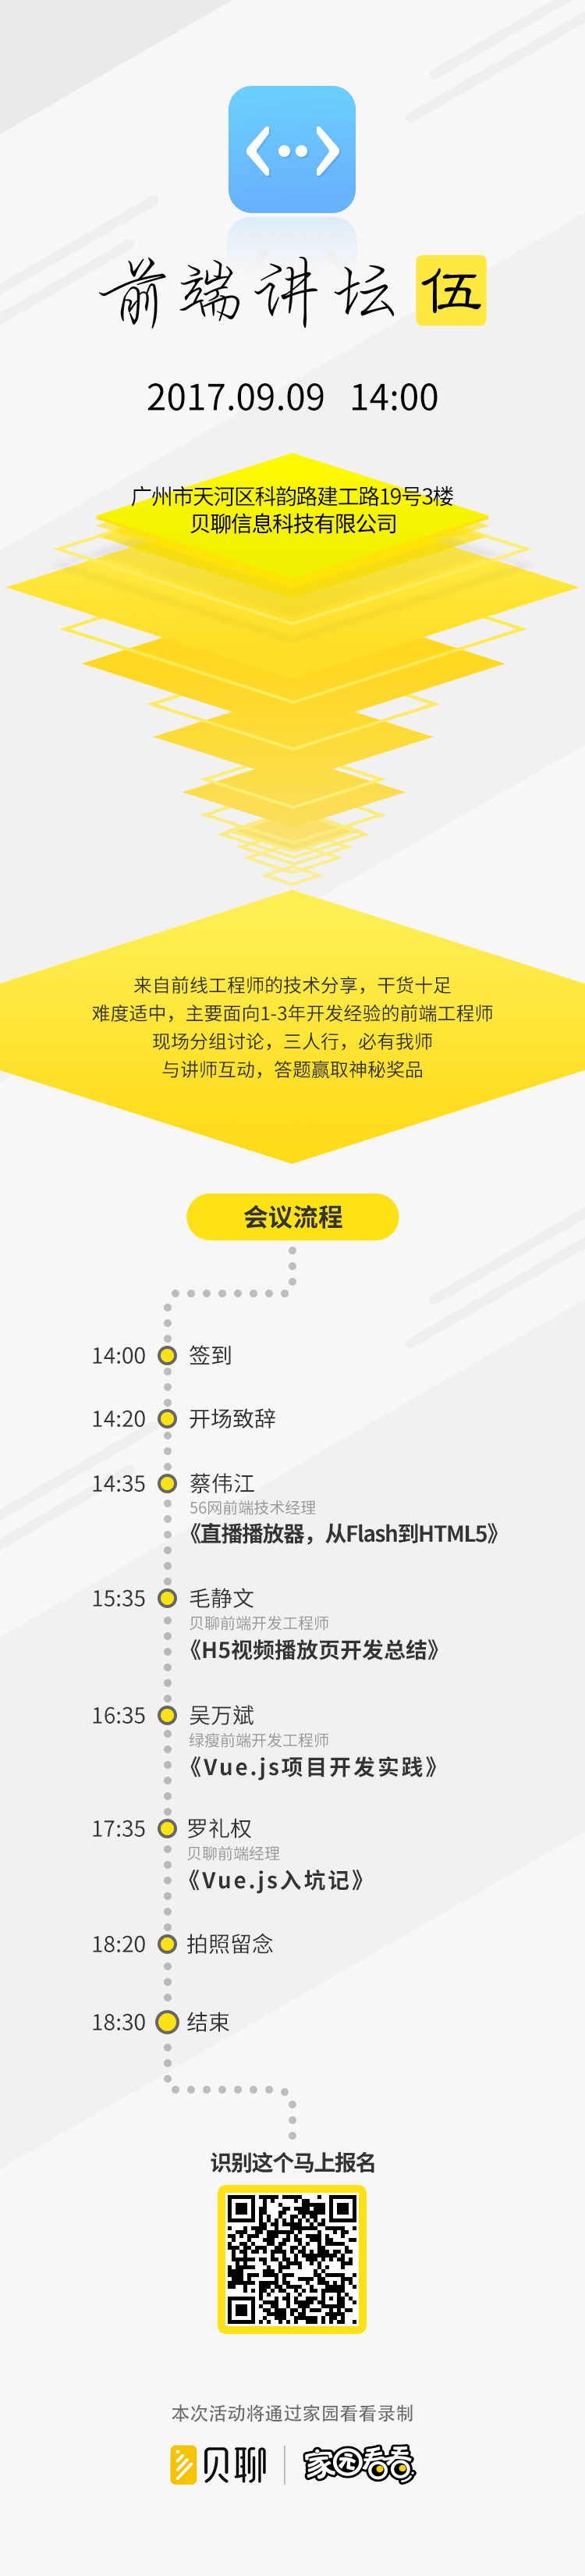 前端讲坛 伍
2017.09.09 14:00
广州市天河区科韵路建工路19号3楼
贝聊信息科技有限公司
来自前线工程师的技术分享，干货十足
难度适中，主要面向1-3年开发经验的前端工程师
现场分组讨论，三人行，必有我师
与讲师互动，答题赢取神秘奖品
会议流程
14:00 签到
14:20 开场致辞
14:35 蔡伟江
56网前端技术经理
《直播播放器，从Flash到HTML5》
15:35 毛静文
贝聊前端开发工程师
《H5视频播放页开发总结》
16:35 吴万斌
绿瘦前端开发工程师
《Vue.js项目开发实践》
17:35 罗礼权
贝聊前端经理
《Vue.js入坑记》
18:20 拍照留念
18:30 结束
识别这个马上报名
本次活动将通过家园看看录制
贝聊 家园看看